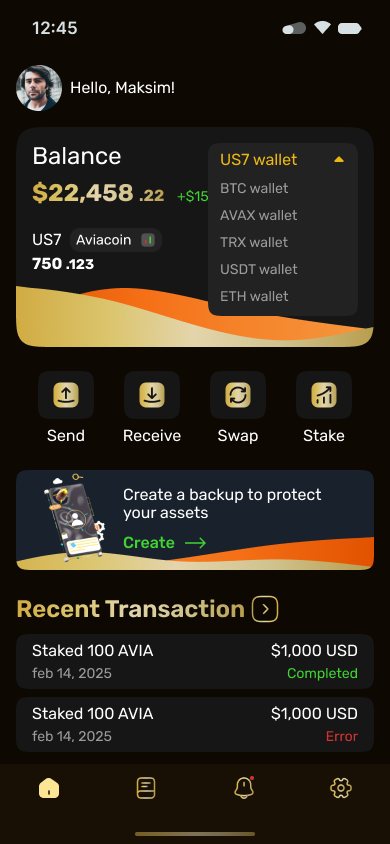 12:45
Hello, Maksim!
Balance
US7 wallet
$22,458 .22 +$15
BTC wallet
AVAX wallet
US7 Aviacoin
TRX wallet
750 .123
USDT wallet
ETH wallet
Send Receive Swap Stake
Create a backup to protect
your assets
Create
Recent Transaction
Staked 100 AVIA $1,000 USD
feb 14, 2025 Completed
Staked 100 AVIA $1,000 USD
feb 14, 2025 Error